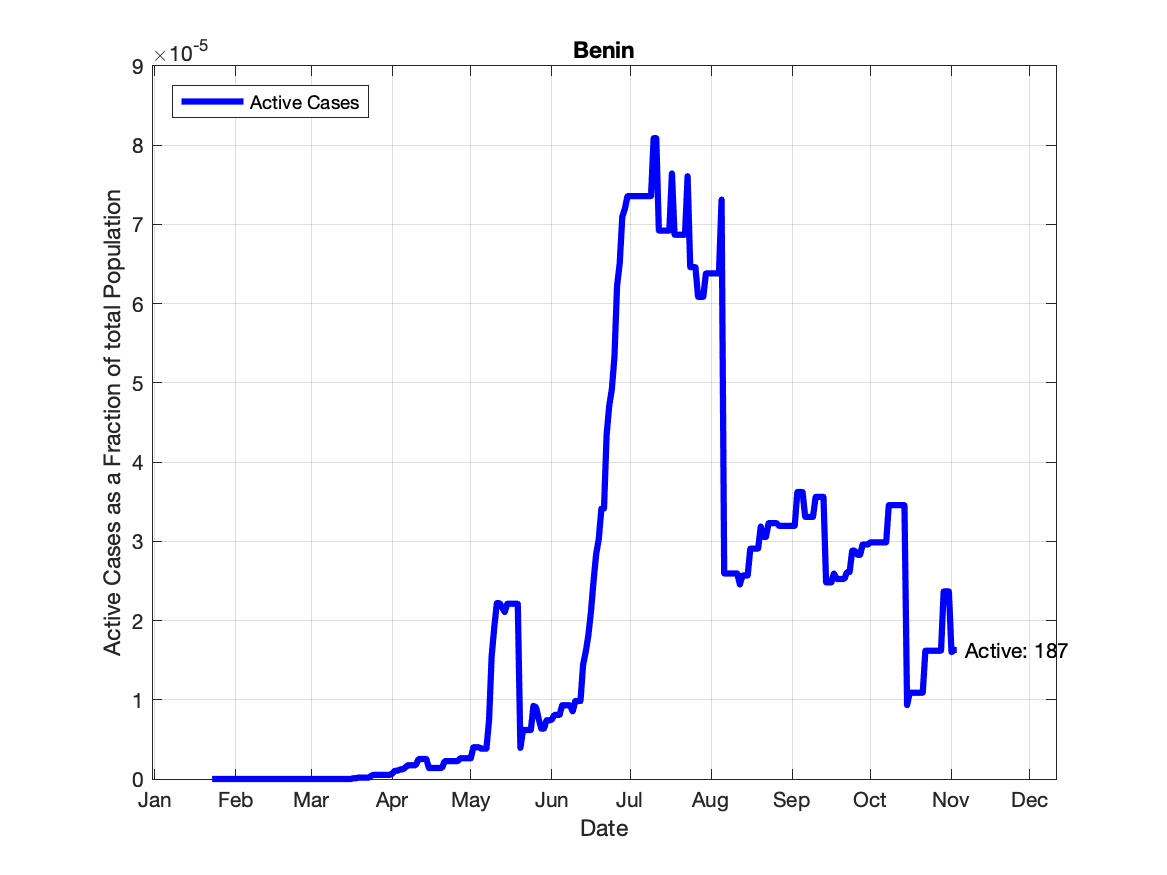 Benin
×10-5
Active Cases
9
8
7
6
5
4
3
2
1
0
Active Cases as a Fraction of total Population
Active: 187
Jan Feb Mar Apr May Jun Jul Aug Sep Oct Nov Dec
Date